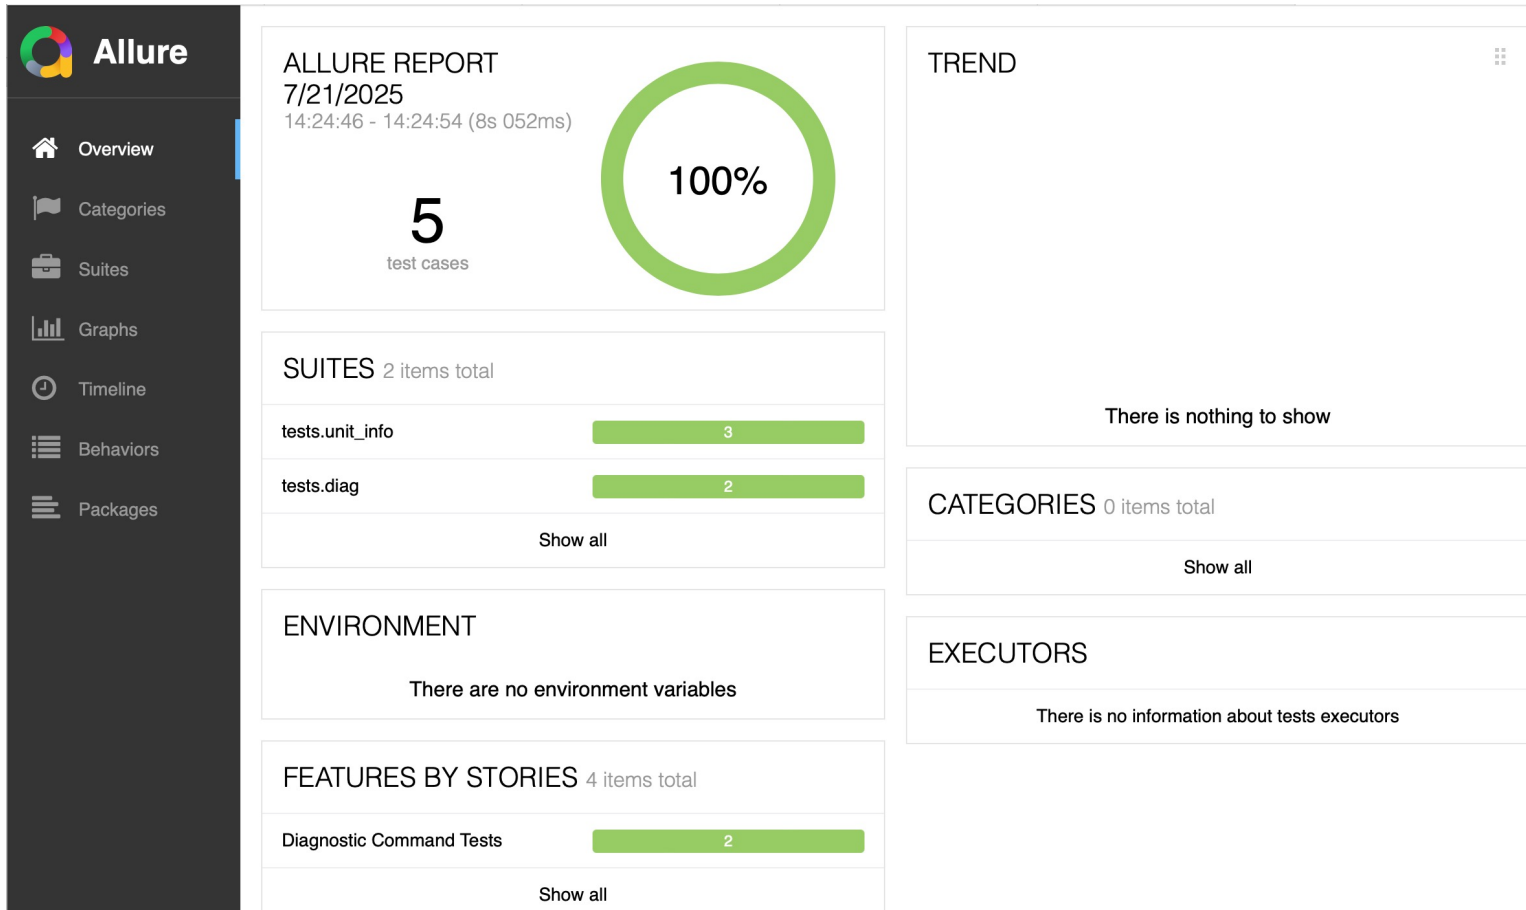 Allure
Overview
Categories
Suites
Graphs
Timeline
Behaviors
Packages
ALLURE REPORT
7/21/2025
14:24:46 - 14:24:54 (8s 052ms)
5
test cases
100%
SUITES 2 items total
tests.unit_info 3
tests.diag 2
Show all
ENVIRONMENT
There are no environment variables
FEATURES BY STORIES 4 items total
Diagnostic Command Tests 2
Show all
TREND
There is nothing to show
CATEGORIES 0 items total
Show all
EXECUTORS
There is no information about tests executors